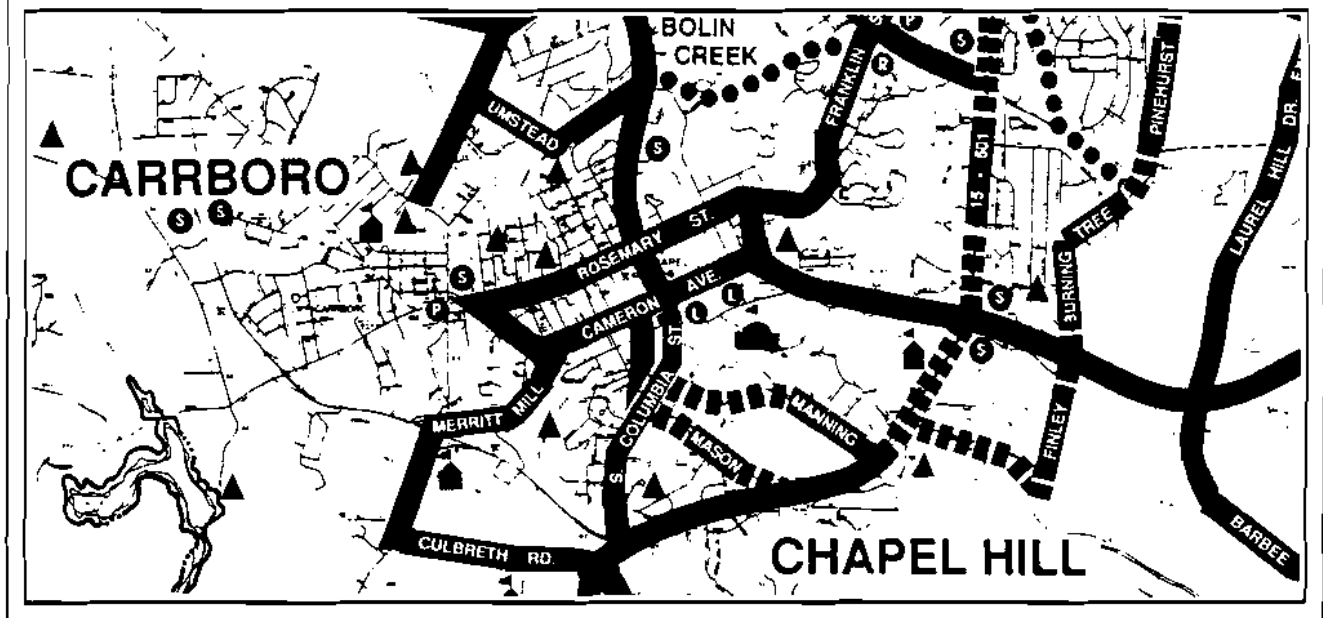 BOLIN
CREEK
S
P
S
R
FRANKLIN
PINEHURST
UMSTEAD
15 - 501
LAUREL HILL DR.
S
CARRBORO
S
S
ROSEMARY ST.
TREE
S
P
CAMERON AVE.
L
L
S
S
ST.
MERRITT MILL
S. COLUMBIA
MANNING
MASON
FINLEY
CULBRETH RD.
CHAPEL HILL
BARBEE